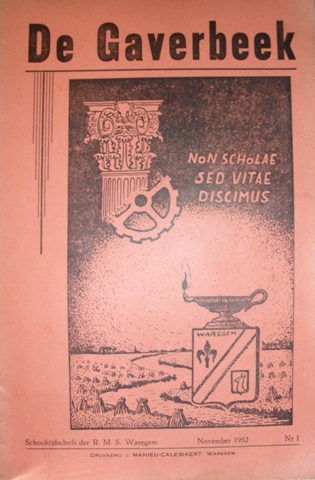 De Gaverbeek
NON SCHOLAE
SED VITAE
DISCIMUS
WAREGEM
Schooltijdschrift der R. M. S. Waregem. November 1952 Nr 1
DRUKKERIJ J. MAHIEU-CALEWAERT, WAREGEM